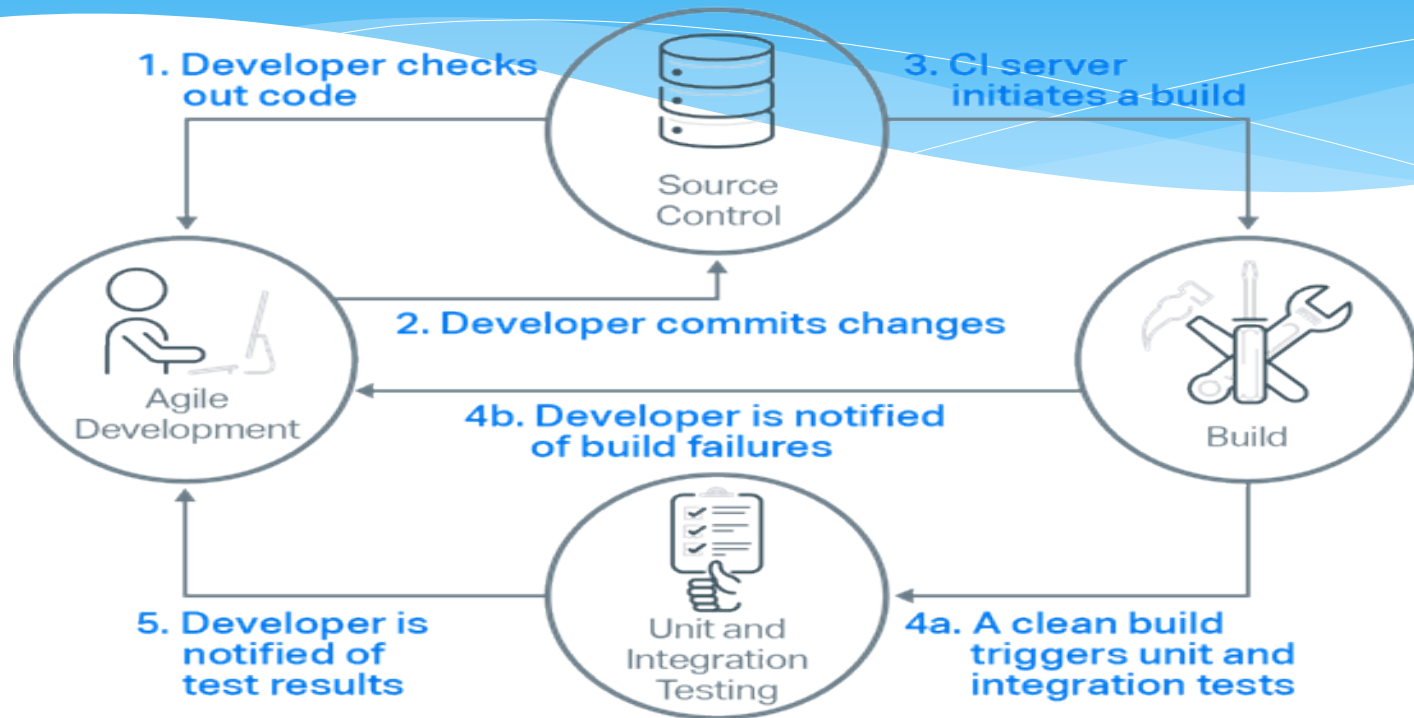 1. Developer checks
out code
3. CI server
initiates a build
Source
Control
2. Developer commits changes
Agile
Development
4b. Developer is notified
of build failures
Build
5. Developer is
notified of
test results
Unit and
Integration
Testing
4a. A clean build
triggers unit and
integration tests